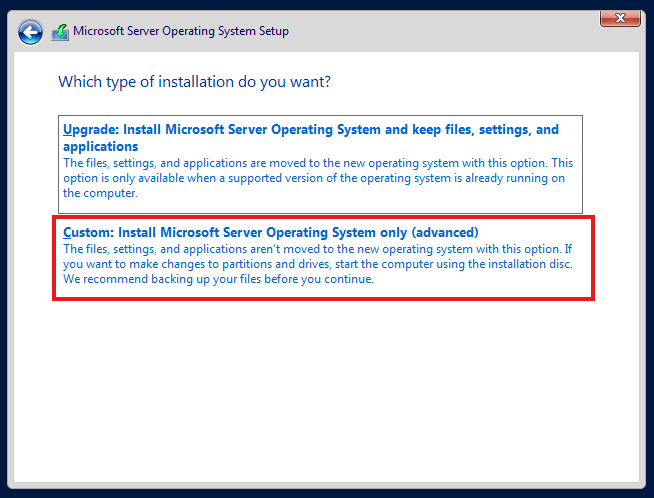 Microsoft Server Operating System Setup
Which type of installation do you want?
Upgrade: Install Microsoft Server Operating System and keep files, settings, and
applications
The files, settings, and applications are moved to the new operating system with this option. This
option is only available when a supported version of the operating system is already running on
the computer.
Custom: Install Microsoft Server Operating System only (advanced)
The files, settings, and applications aren't moved to the new operating system with this option. If
you want to make changes to partitions and drives, start the computer using the installation disc.
We recommend backing up your files before you continue.